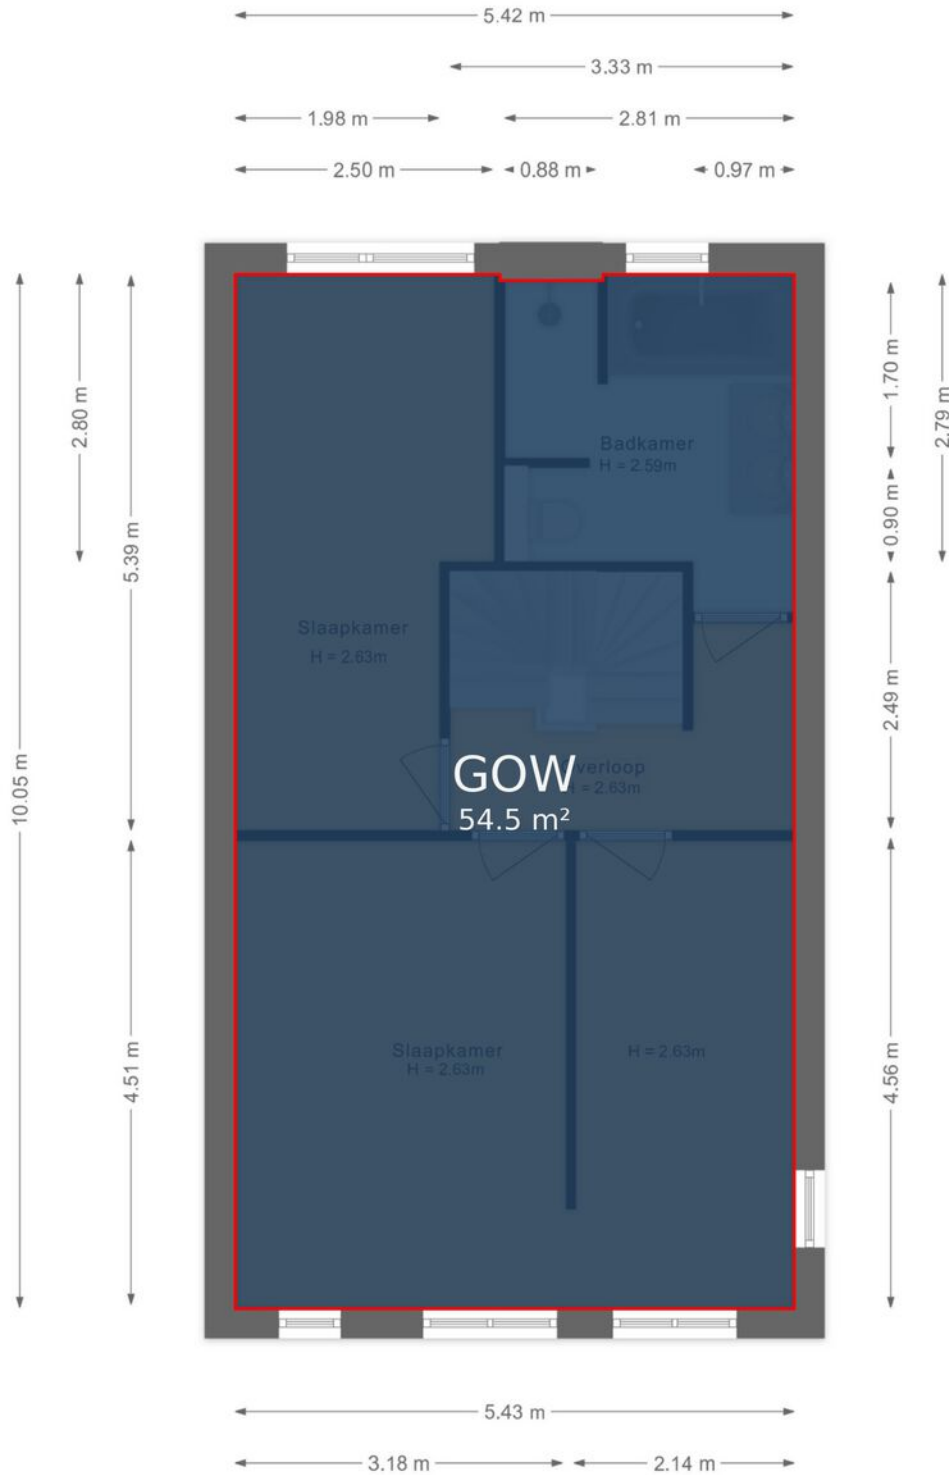 5.42 m
3.33 m
1.98 m
2.81 m
2.50 m
0.88 m
0.97 m
10.05 m
2.80 m
5.39 m
4.51 m
1.70 m
0.90 m
2.49 m
4.56 m
2.79 m
Badkamer
H = 2.59m
Slaapkamer
H = 2.63m
Overloop
H = 2.63m
GOW
54.5 m²
Slaapkamer
H = 2.63m
H = 2.63m
5.43 m
3.18 m
2.14 m